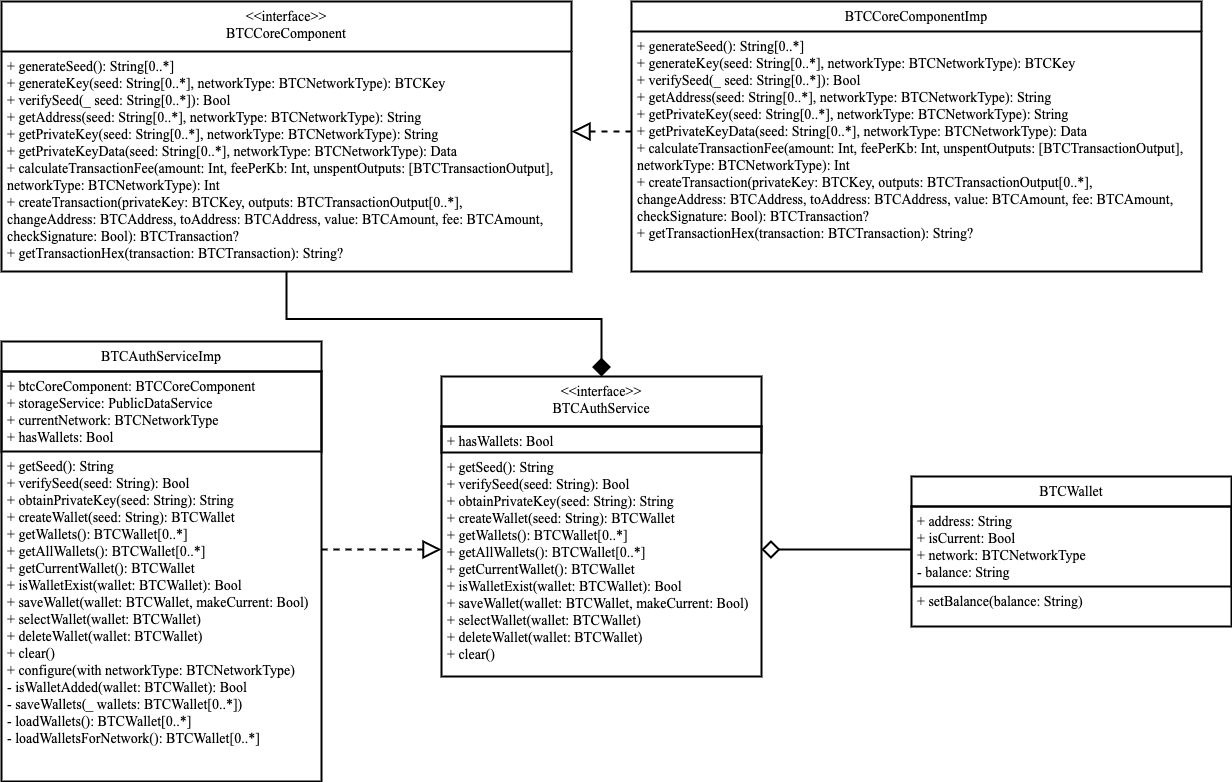 <<interface>>
BTCCoreComponent
+ generateSeed(): String[0..*]
+ generateKey(seed: String[0..*], networkType: BTCNetworkType): BTCKey
+ verifySeed(_ seed: String[0..*]): Bool
+ getAddress(seed: String[0..*], networkType: BTCNetworkType): String
+ getPrivateKey(seed: String[0..*], networkType: BTCNetworkType): String
+ getPrivateKeyData(seed: String[0..*], networkType: BTCNetworkType): Data
+ calculateTransactionFee(amount: Int, feePerKb: Int, unspentOutputs: [BTCTransactionOutput],
networkType: BTCNetworkType): Int
+ createTransaction(privateKey: BTCKey, outputs: BTCTransactionOutput[0..*],
changeAddress: BTCAddress, toAddress: BTCAddress, value: BTCAmount, fee: BTCAmount,
checkSignature: Bool): BTCTransaction?
+ getTransactionHex(transaction: BTCTransaction): String?
BTCCoreComponentImp
+ generateSeed(): String[0..*]
+ generateKey(seed: String[0..*], networkType: BTCNetworkType): BTCKey
+ verifySeed(_ seed: String[0..*]): Bool
+ getAddress(seed: String[0..*], networkType: BTCNetworkType): String
+ getPrivateKey(seed: String[0..*], networkType: BTCNetworkType): String
+ getPrivateKeyData(seed: String[0..*], networkType: BTCNetworkType): Data
+ calculateTransactionFee(amount: Int, feePerKb: Int, unspentOutputs: [BTCTransactionOutput],
networkType: BTCNetworkType): Int
+ createTransaction(privateKey: BTCKey, outputs: BTCTransactionOutput[0..*],
changeAddress: BTCAddress, toAddress: BTCAddress, value: BTCAmount, fee: BTCAmount,
checkSignature: Bool): BTCTransaction?
+ getTransactionHex(transaction: BTCTransaction): String?
BTCAuthServiceImp
+ btcCoreComponent: BTCCoreComponent
+ storageService: PublicDataService
+ currentNetwork: BTCNetworkType
+ hasWallets: Bool
+ getSeed(): String
+ verifySeed(seed: String): Bool
+ obtainPrivateKey(seed: String): String
+ createWallet(seed: String): BTCWallet
+ getWallets(): BTCWallet[0..*]
+ getAllWallets(): BTCWallet[0..*]
+ getCurrentWallet(): BTCWallet
+ isWalletExist(wallet: BTCWallet): Bool
+ saveWallet(wallet: BTCWallet, makeCurrent: Bool)
+ selectWallet(wallet: BTCWallet)
+ deleteWallet(wallet: BTCWallet)
+ clear()
+ configure(with networkType: BTCNetworkType)
- isWalletAdded(wallet: BTCWallet): Bool
- saveWallets(_ wallets: BTCWallet[0..*])
- loadWallets(): BTCWallet[0..*]
- loadWalletsForNetwork(): BTCWallet[0..*]
<<interface>>
BTCAuthService
+ hasWallets: Bool
+ getSeed(): String
+ verifySeed(seed: String): Bool
+ obtainPrivateKey(seed: String): String
+ createWallet(seed: String): BTCWallet
+ getWallets(): BTCWallet[0..*]
+ getAllWallets(): BTCWallet[0..*]
+ getCurrentWallet(): BTCWallet
+ isWalletExist(wallet: BTCWallet): Bool
+ saveWallet(wallet: BTCWallet, makeCurrent: Bool)
+ selectWallet(wallet: BTCWallet)
+ deleteWallet(wallet: BTCWallet)
+ clear()
BTCWallet
+ address: String
+ isCurrent: Bool
+ network: BTCNetworkType
- balance: String
+ setBalance(balance: String)